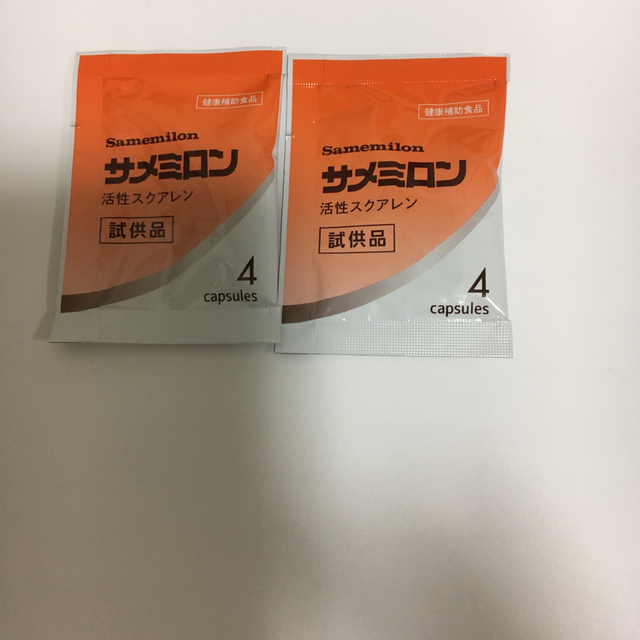 健康補助食品
Samemilon
サメミロン
活性スクアレン
試供品
4
capsules
健康補助食品
Samemilon
サメミロン
活性スクアレン
試供品
4
capsules